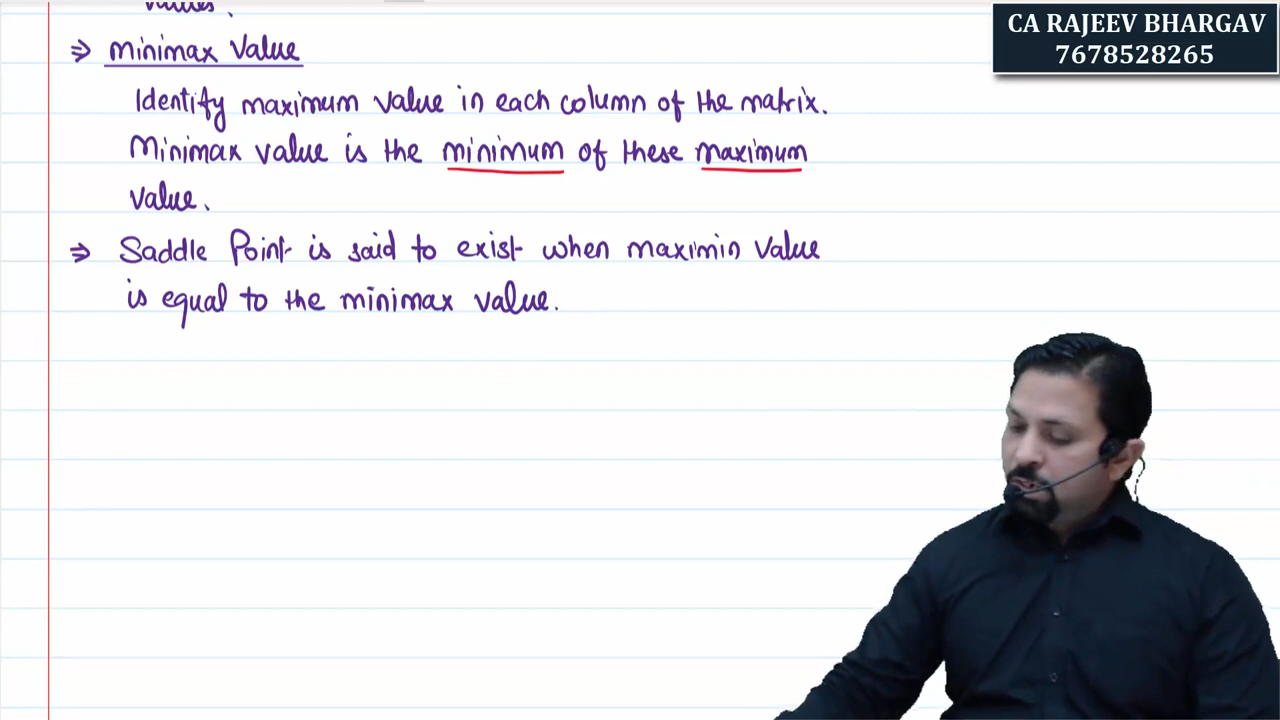 values.
⇒ minimax Value
Identify maximum value in each column of the matrix.
Minimax value is the minimum of these maximum
value.
⇒ Saddle Point is said to exist when maximin value
is equal to the minimax value.
CA RAJEEV BHARGAV
7678528265